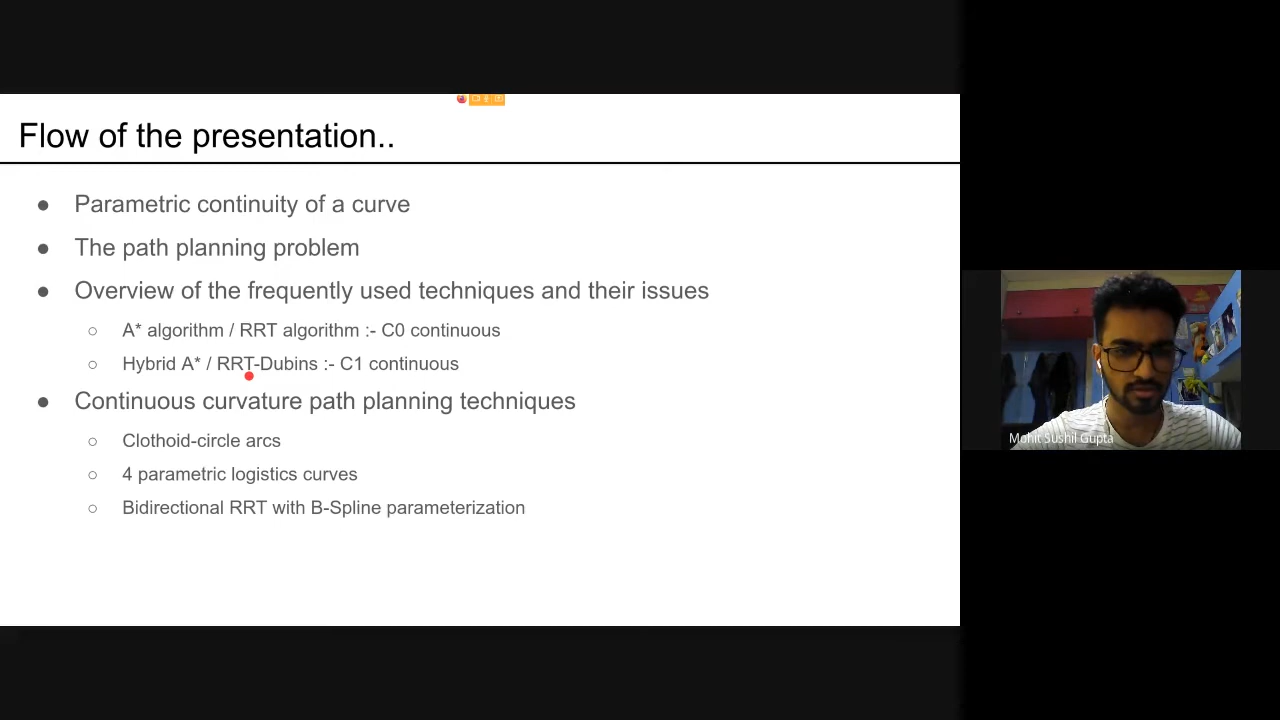 Flow of the presentation..
● Parametric continuity of a curve
● The path planning problem
● Overview of the frequently used techniques and their issues
○ A* algorithm / RRT algorithm :- C0 continuous
○ Hybrid A* / RRT-Dubins :- C1 continuous
● Continuous curvature path planning techniques
○ Clothoid-circle arcs
○ 4 parametric logistics curves
○ Bidirectional RRT with B-Spline parameterization
Mohit Sushil Gupta